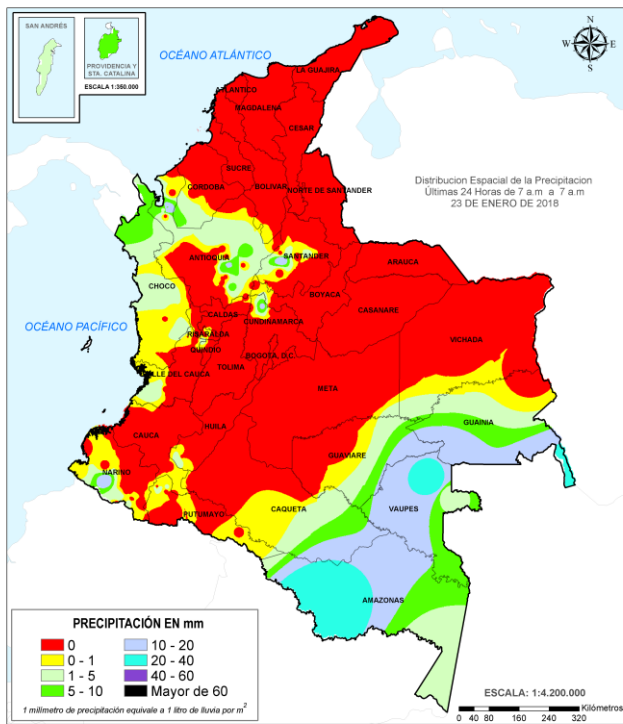 SAN ANDRÉS
PROVIDENCIA Y
STA. CATALINA
ESCALA 1:350.000
OCÉANO ATLÁNTICO
N
W
E
S
LA GUAJIRA
ATLANTICO
MAGDALENA
CESAR
SUCRE
CORDOBA
BOLIVAR
NORTE DE SANTANDER
Distribucion Espacial de la Precipitacion
Últimas 24 Horas de 7 a.m a 7 a.m
23 DE ENERO DE 2018
ANTIOQUIA
SANTANDER
ARAUCA
CHOCO
BOYACA
CASANARE
OCÉANO PACÍFICO
CALDAS
CUNDINAMARCA
RISARALDA
VICHADA
QUINDIO
BOGOSA, D.C.
TOLIMA
VALLE DEL CAUCA
META
GUAINIA
HUILA
CAUCA
GUAVIARE
NARIÑO
CAQUETA
VAUPES
PUTUMAYO
AMAZONAS
PRECIPITACIÓN EN mm
0
0 - 1
1 - 5
5 - 10
10 - 20
20 - 40
40 - 60
Mayor de 60
1 milimetro de precipitación equivale a 1 litro de lluvia por m2
ESCALA: 1:4.200.000
Kilómetros
0 40 80 160 240 320